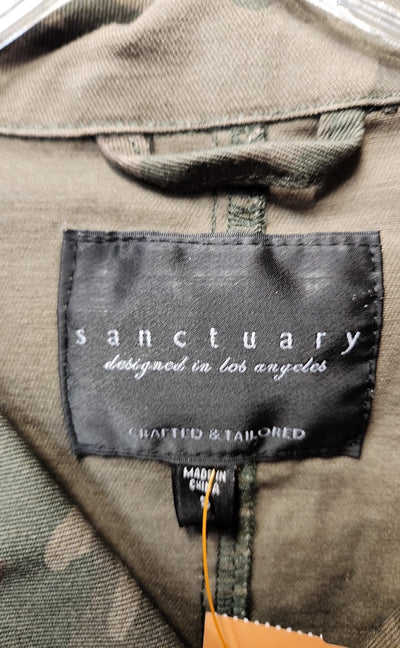 sanctuary
designed in los angeles
CRAFTED & TAILORED
MADE IN
CHINA